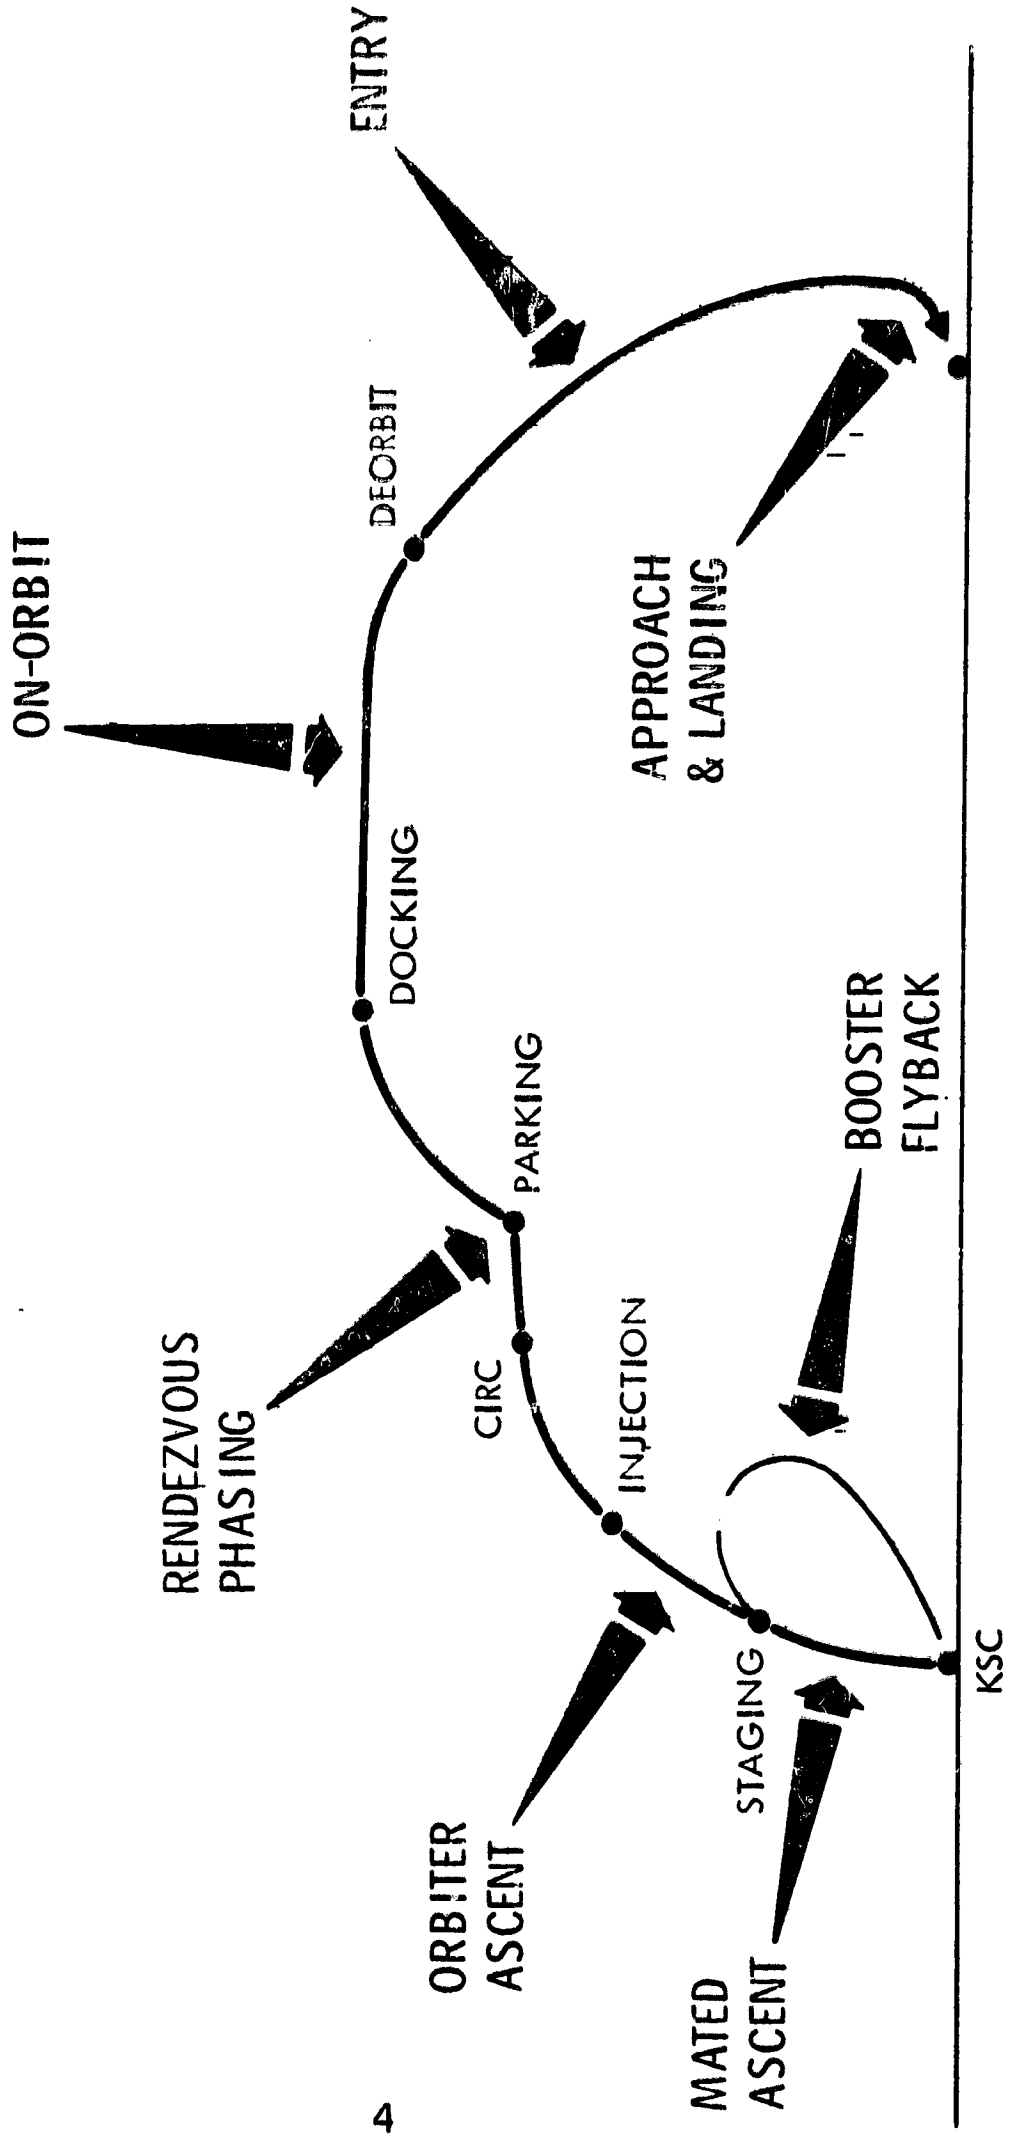 ON-ORBIT
RENDEZVOUS
PHASING
ENTRY
DEORBIT
DOCKING
ORBITER
ASCENT
CIRC
PARKING
INJECTION
APPROACH
& LANDING
MATED
ASCENT
STAGING
BOOSTER
FLYBACK
KSC
4